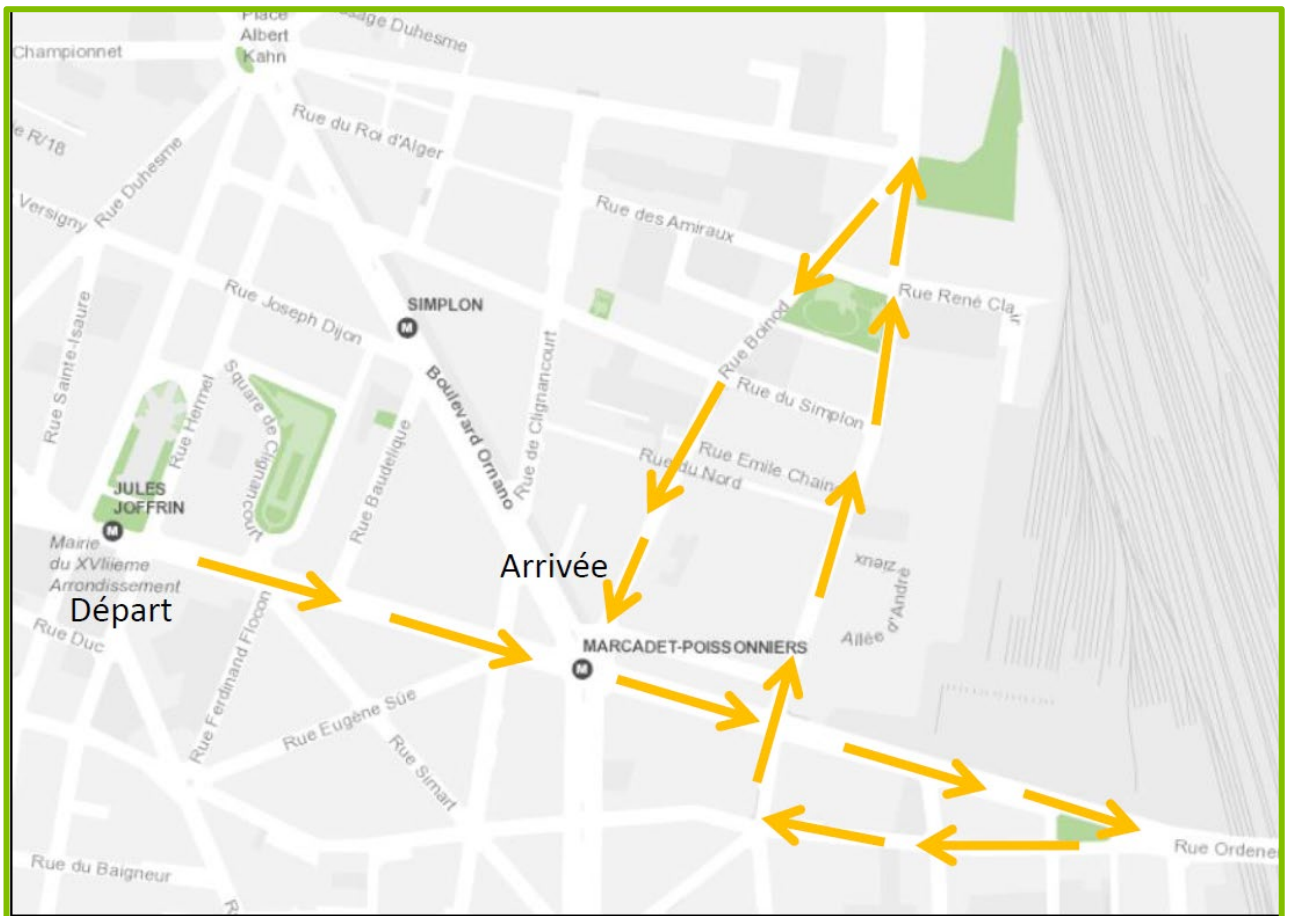 Place
Albert
Kahn
Duhesme
Championnet
Rue du Roi d'Alger
R/18
Rue Duhesme
Versigny
Rue des Amiraux
Rue René Clair
Rue Joseph Dijon
SIMPLON
Rue Sainte-Isaure
Rue Hermel
Square de Clignancourt
Boulevard Ornano
Rue de Clignancourt
Rue Boinod
Rue du Simplon
Rue Baudelique
Rue Emile Chaine
Rue du Nord
JULES
JOFFRIN
Mairie
du XVIIieme
Arrondissement
Départ
Arrivée
Allée d'André
zieux
Rue Duc
Rue Ferdinand Flocon
MARCADET-POISSONNIERS
Rue Eugène Süe
Rue Simart
Rue Ordener
Rue du Baigneur